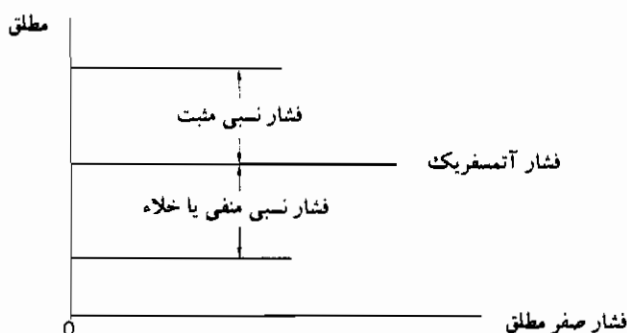 مطلق
فشار نسبی مثبت
فشار آتمسفریک
فشار نسبی منفی یا خلاء
فشار صفر مطلق
0